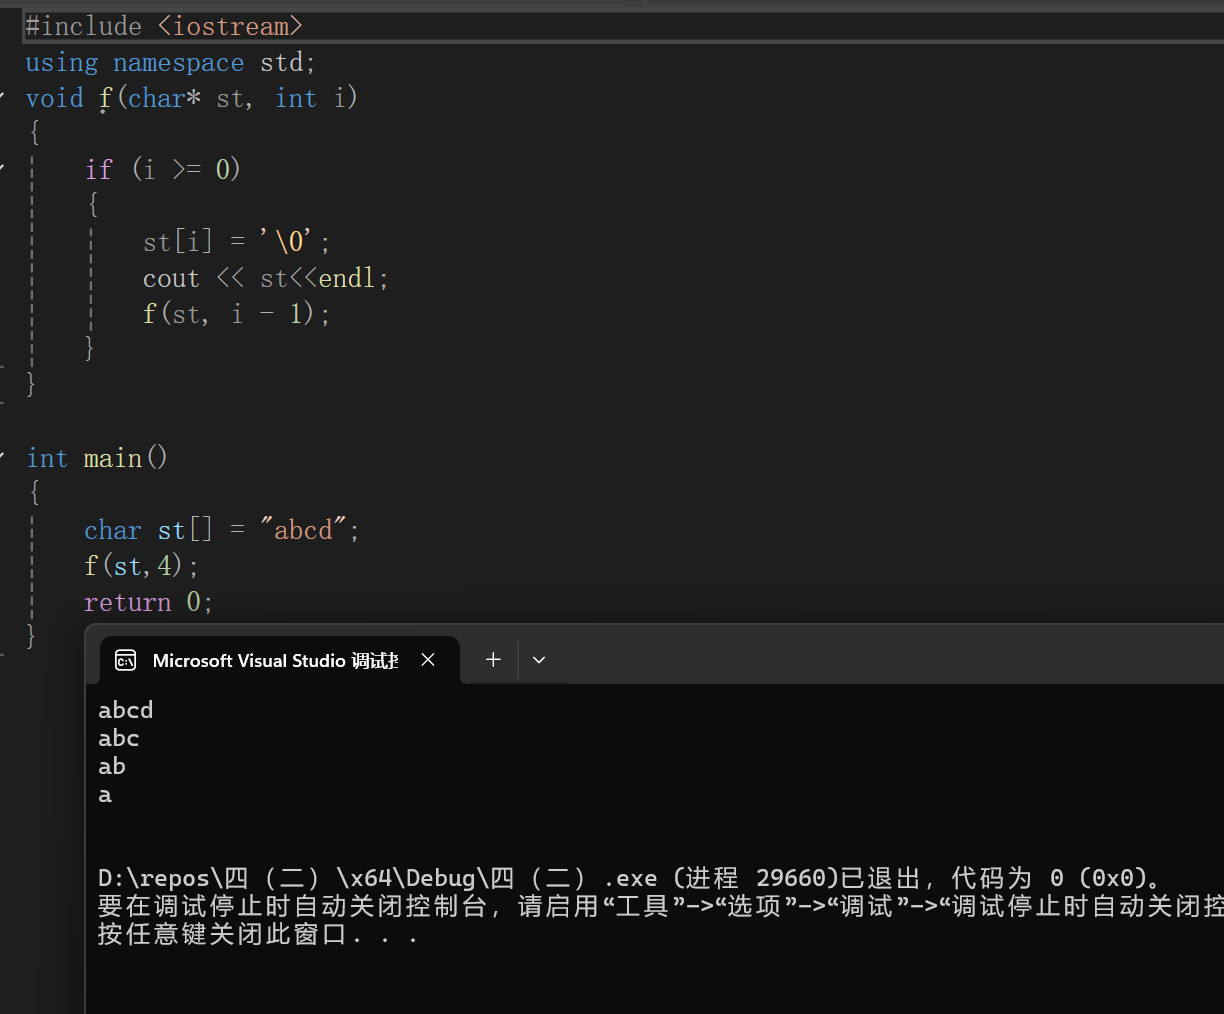 #include <iostream>
using namespace std;
void f(char* st, int i)
{
if (i >= 0)
{
st[i] = '\0';
cout << st<<endl;
f(st, i - 1);
}
}
int main()
{
char st[] = "abcd";
f(st,4);
return 0;
}
Microsoft Visual Studio 调试
abcd
abc
ab
a
D:\repos\四（二）\x64\Debug\四（二）.exe (进程 29660)已退出，代码为 0 (0x0)。
要在调试停止时自动关闭控制台，请启用“工具”->“选项”->“调试”->“调试停止时自动关闭控
按任意键关闭此窗口. . .